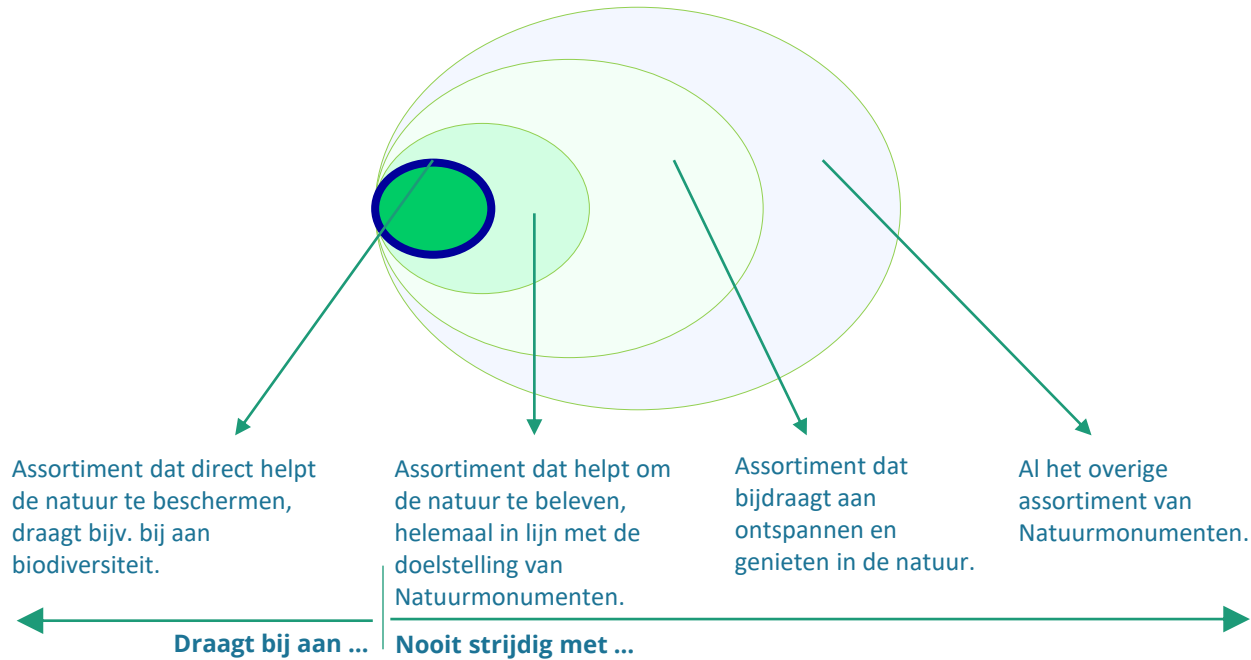 Assortiment dat direct helpt
de natuur te beschermen,
draagt bijv. bij aan
biodiversiteit.
Assortiment dat helpt om
de natuur te beleven,
helemaal in lijn met de
doelstelling van
Natuurmonumenten.
Assortiment dat
bijdraagt aan
ontspannen en
genieten in de natuur.
Al het overige
assortiment van
Natuurmonumenten.
Draagt bij aan ...
Nooit strijdig met ...